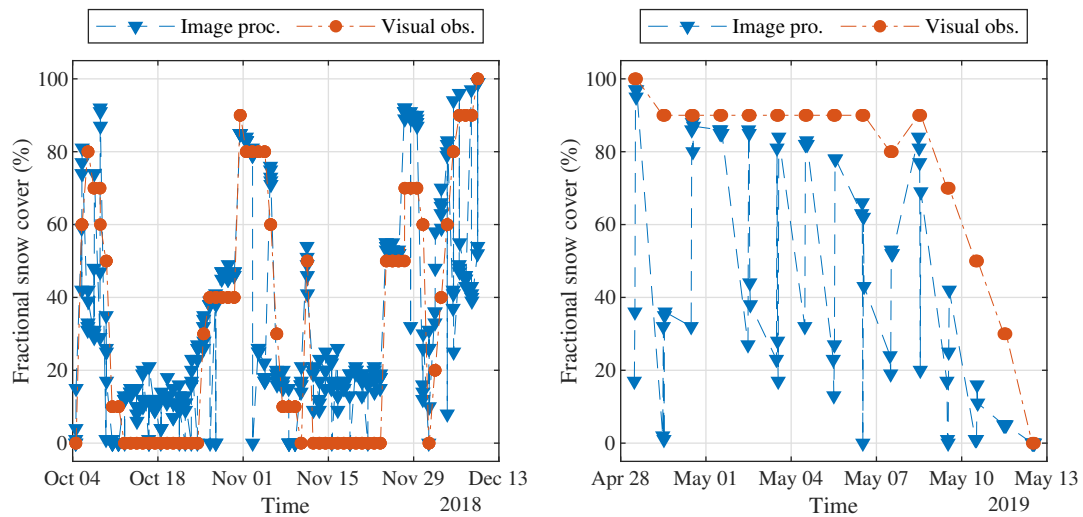 Image proc. Visual obs.
Fractional snow cover (%)
100
80
60
40
20
0
Oct 04 Oct 18 Nov 01 Nov 15 Nov 29 Dec 13
Time 2018
Image pro. Visual obs.
Fractional snow cover (%)
100
80
60
40
20
0
Apr 28 May 01 May 04 May 07 May 10 May 13
Time 2019